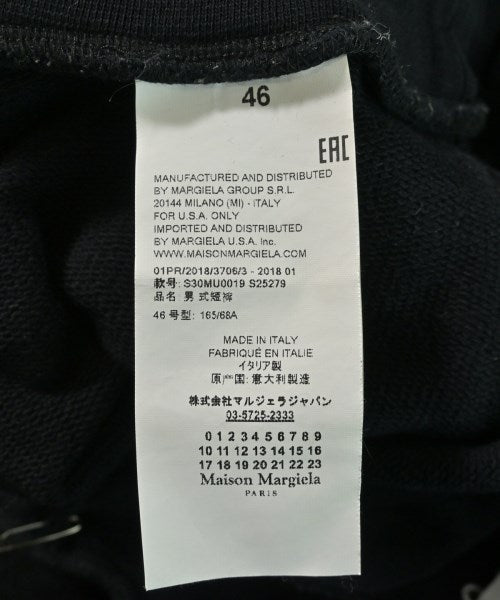 46
EAC
MANUFACTURED AND DISTRIBUTED
BY MARGIELA GROUP S.R.L.
20144 MILANO (MI) - ITALY
FOR U.S.A. ONLY
IMPORTED AND DISTRIBUTED
BY MARGIELA U.S.A. Inc.
WWW.MAISONMARGIELA.COM
01PR/2018/3706/3 - 2018 01
款号: S30MU0019 S25279
品名: 男式短裤
46 号型: 165/68A
MADE IN ITALY
FABRIQUÉ EN ITALIE
イタリア製
原产国: 意大利製造
株式会社マルジェラジャパン
03-5725-2333
0 1 2 3 4 5 6 7 8 9
10 11 12 13 14 15 16
17 18 19 20 21 22 23
Maison Margiela
PARIS